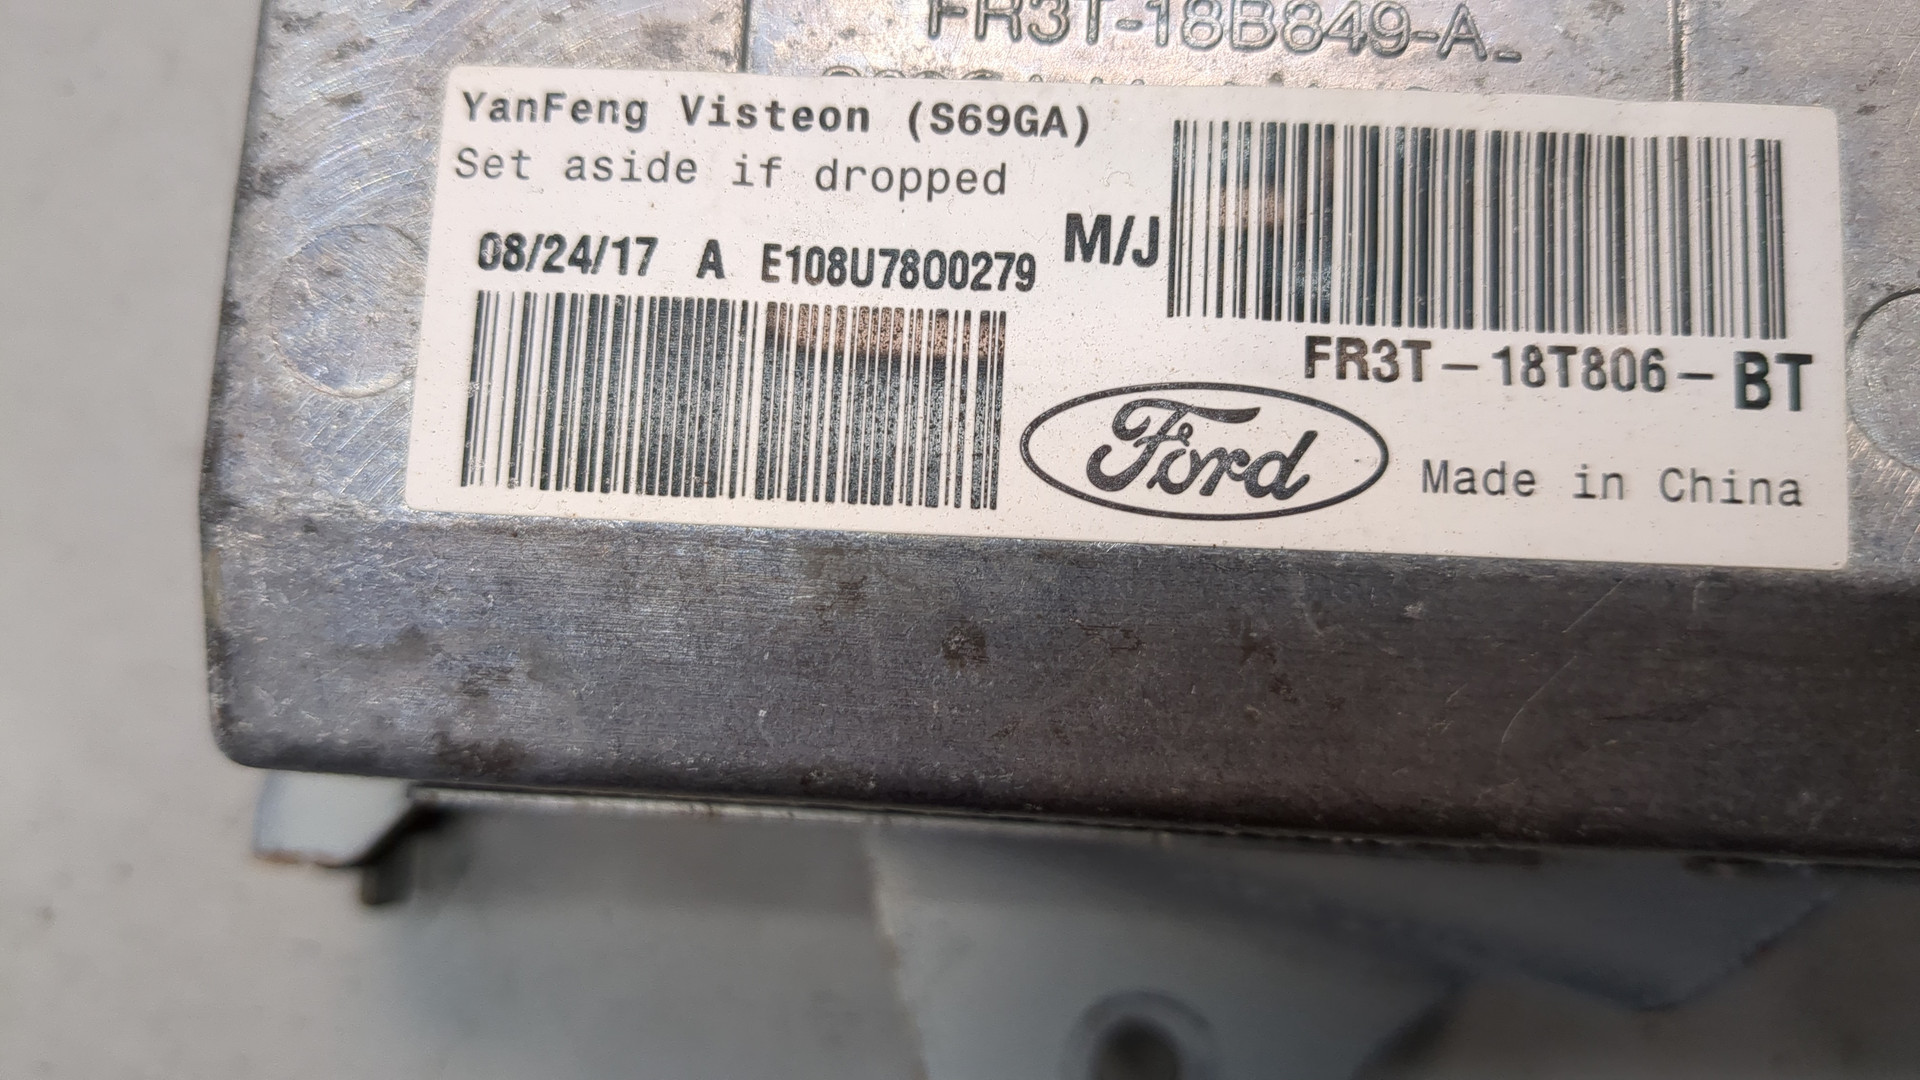 FR3T-18B849-A-
YanFeng Visteon (S69GA)
Set aside if dropped
08/24/17 A E108U7800279
M/J
FR3T-18T806-BT
Ford
Made in China